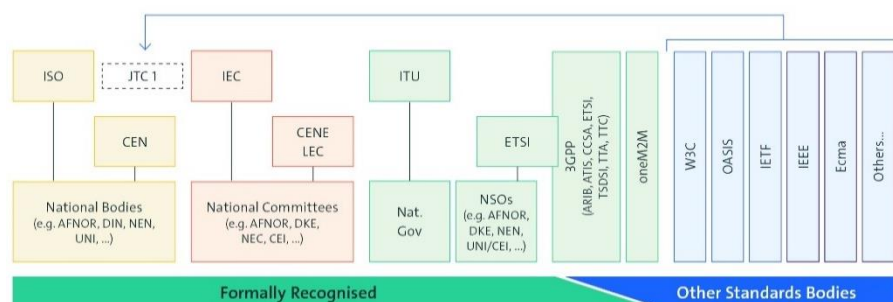 ISO
JTC 1
IEC
ITU
CEN
CENE
LEC
ETSI
National Bodies
(e.g. AFNOR, DIN, NEN,
UNI, ...)
National Committees
(e.g. AFNOR, DKE,
NEC, CEI, ...)
Nat.
Gov
NSOs
(e.g. AFNOR,
DKE, NEN,
UNI/CEI, ...)
3GPP
(ARIB, ATIS, CCSA, ETSI,
TSDSI, TTA, TTC)
oneM2M
W3C
OASIS
IETF
IEEE
Ecma
Others...
Formally Recognised
Other Standards Bodies